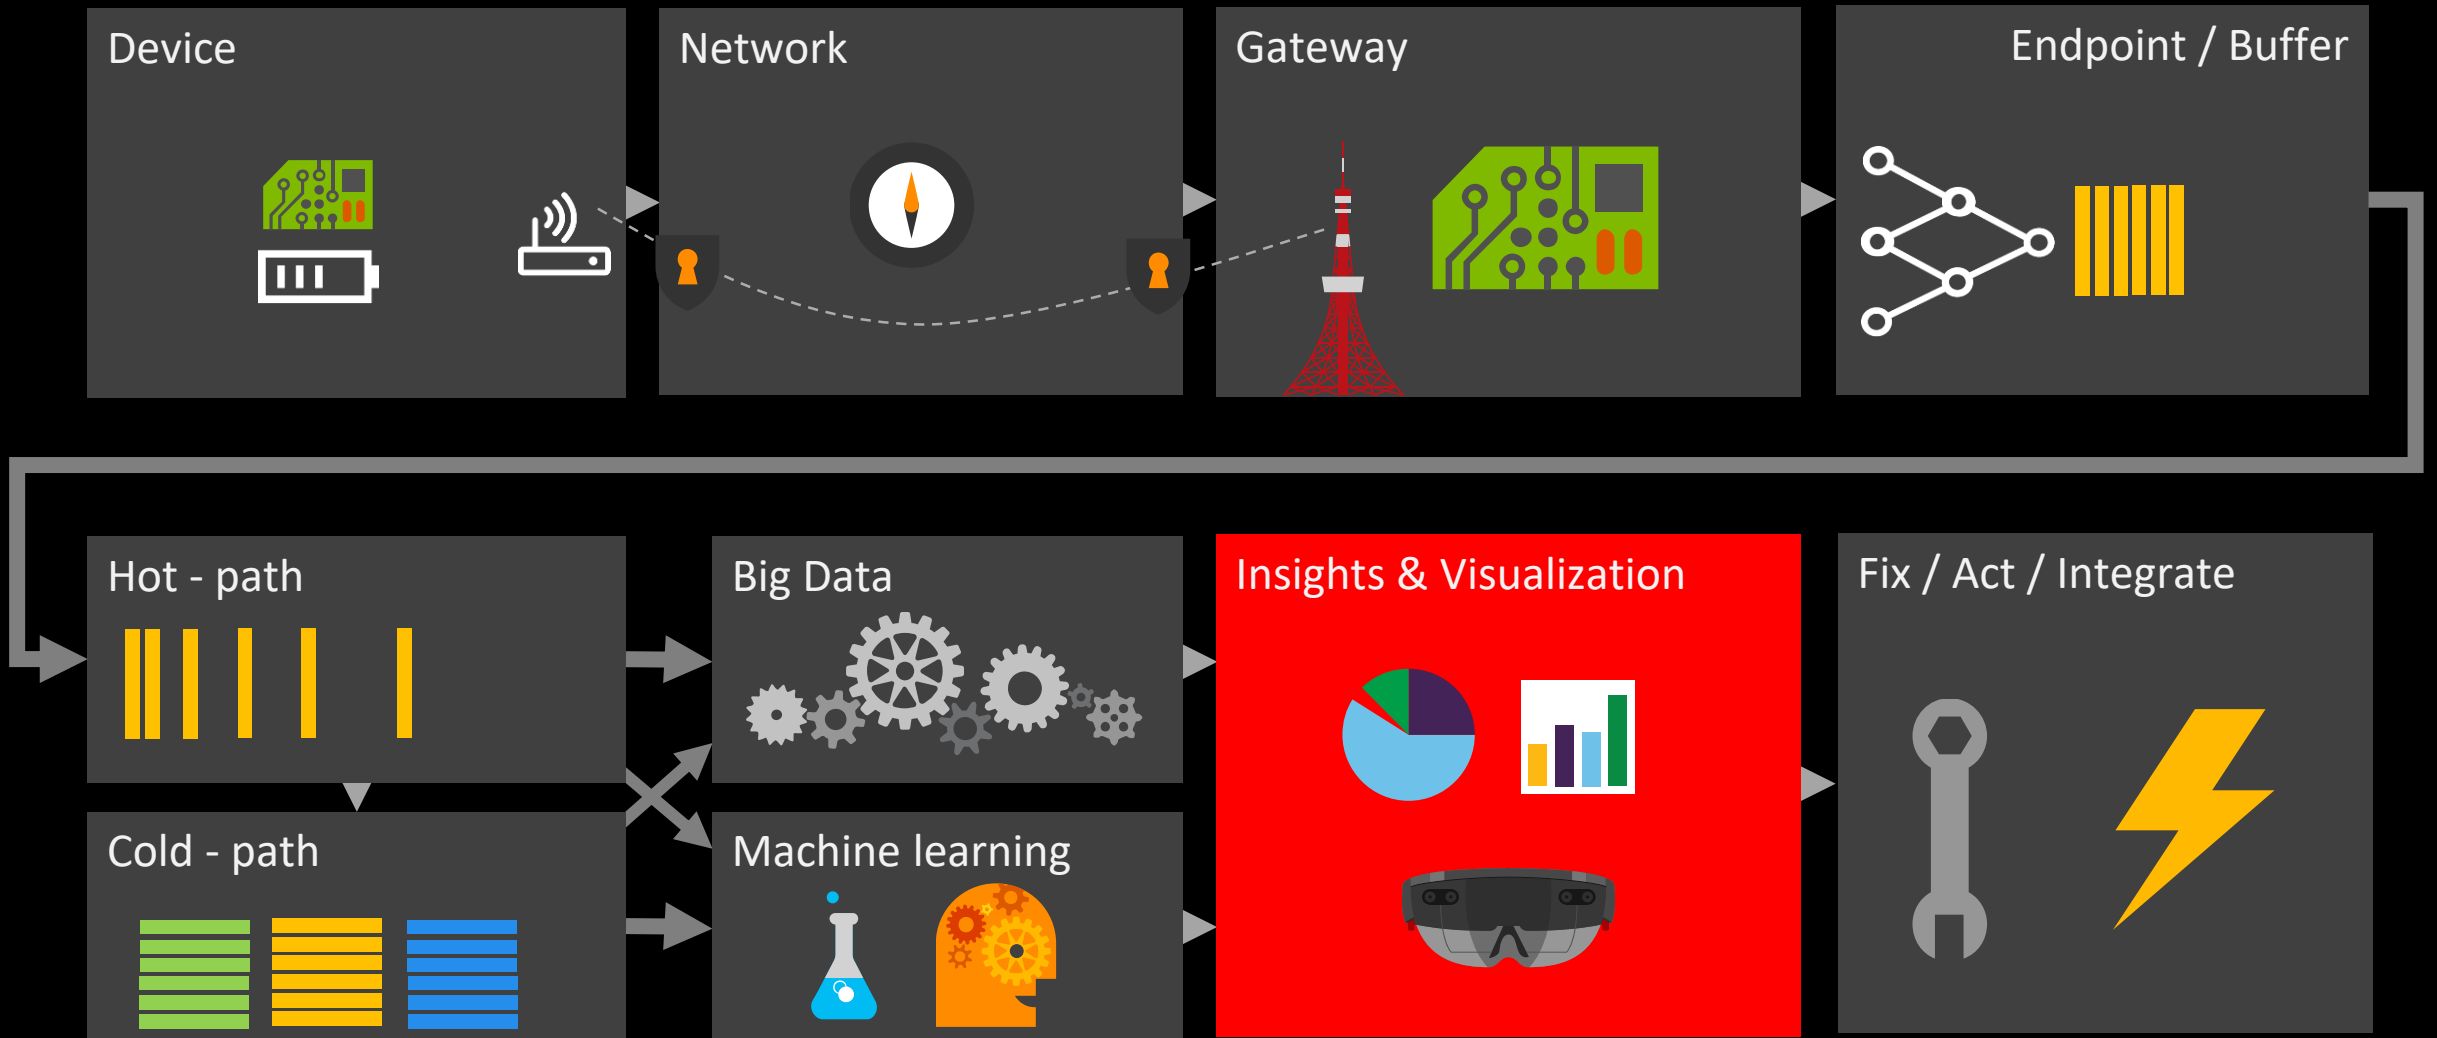 Device
Network
Gateway
Endpoint / Buffer
Hot - path
Big Data
Insights & Visualization
Fix / Act / Integrate
Cold - path
Machine learning